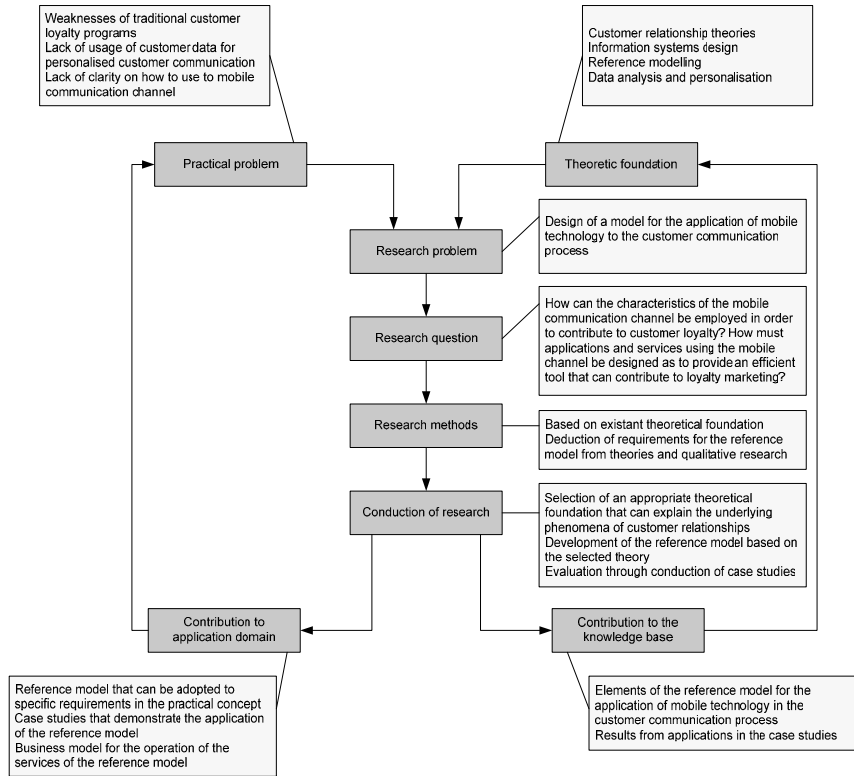 Weaknesses of traditional customer
loyalty programs
Lack of usage of customer data for
personalised customer communication
Lack of clarity on how to use to mobile
communication channel
Customer relationship theories
Information systems design
Reference modelling
Data analysis and personalisation
Practical problem
Theoretic foundation
Research problem
Design of a model for the application of mobile
technology to the customer communication
process
Research question
How can the characteristics of the mobile
communication channel be employed in order
to contribute to customer loyalty? How must
applications and services using the mobile
channel be designed as to provide an efficient
tool that can contribute to loyalty marketing?
Research methods
Based on existant theoretical foundation
Deduction of requirements for the reference
model from theories and qualitative research
Conduction of research
Selection of an appropriate theoretical
foundation that can explain the underlying
phenomena of customer relationships
Development of the reference model based on
the selected theory
Evaluation through conduction of case studies
Contribution to
application domain
Contribution to the
knowledge base
Reference model that can be adopted to
specific requirements in the practical concept
Case studies that demonstrate the application
of the reference model
Business model for the operation of the
services of the reference model
Elements of the reference model for the
application of mobile technology in the
customer communication process
Results from applications in the case studies